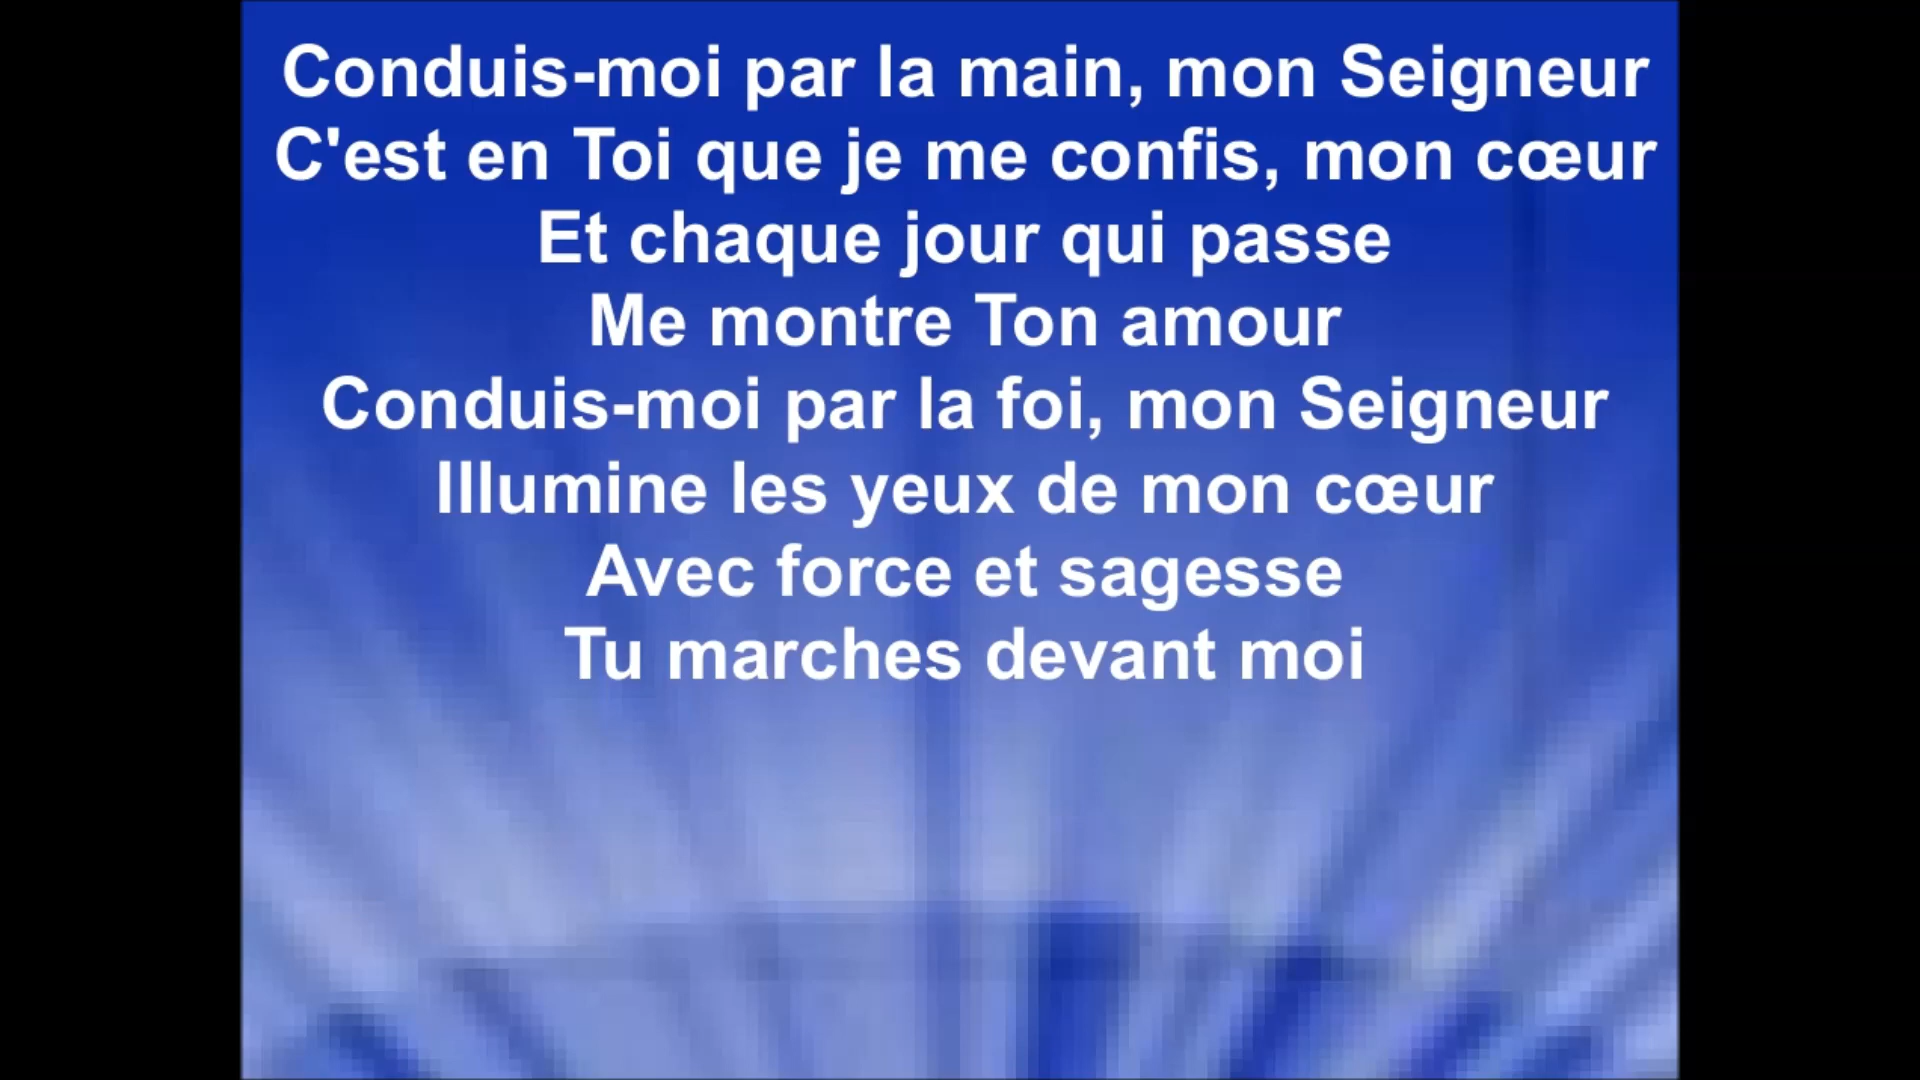 Conduis-moi par la main, mon Seigneur
C'est en Toi que je me confis, mon cœur
Et chaque jour qui passe
Me montre Ton amour
Conduis-moi par la foi, mon Seigneur
Illumine les yeux de mon cœur
Avec force et sagesse
Tu marches devant moi